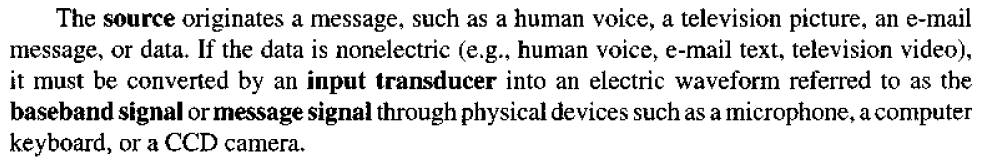 The source originates a message, such as a human voice, a television picture, an e-mail
message, or data. If the data is nonelectric (e.g., human voice, e-mail text, television video),
it must be converted by an input transducer into an electric waveform referred to as the
baseband signal or message signal through physical devices such as a microphone, a computer
keyboard, or a CCD camera.